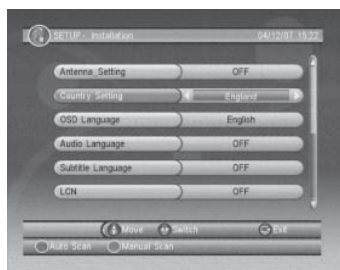 SETUP - Installation 04/12/07 15:22
Antenna_Setting OFF
Country Setting England
OSD Language English
Audio Language OFF
Subtitle Language OFF
LCN OFF
Move Switch Exit
Auto Scan Manual Scan